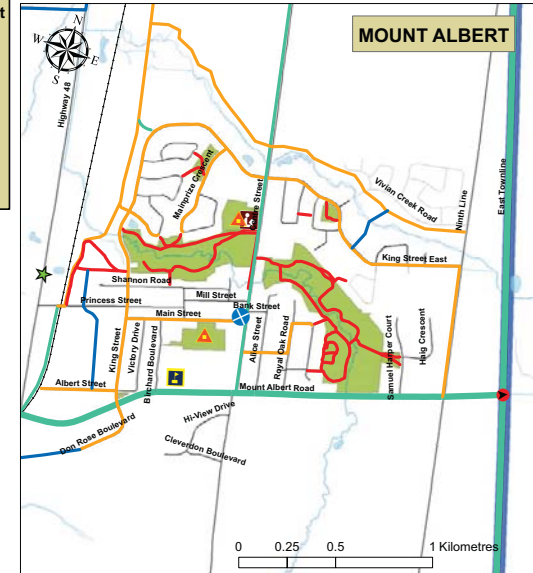 t
MOUNT ALBERT
N
W
E
S
Highway 48
Mainprize Crescent
Centre Street
Vivian Creek Road
Ninth Line
East Townline
King Street East
Shannon Road
Princess Street
Mill Street
Bank Street
Main Street
King Street
Victory Drive
Birchard Boulevard
Alice Street
Royal Oak Road
Samuel Harper Court
Haig Crescent
Albert Street
Mount Albert Road
Don Rose Boulevard
Hi-View Drive
Cleverdon Boulevard
0 0.25 0.5 1 Kilometres